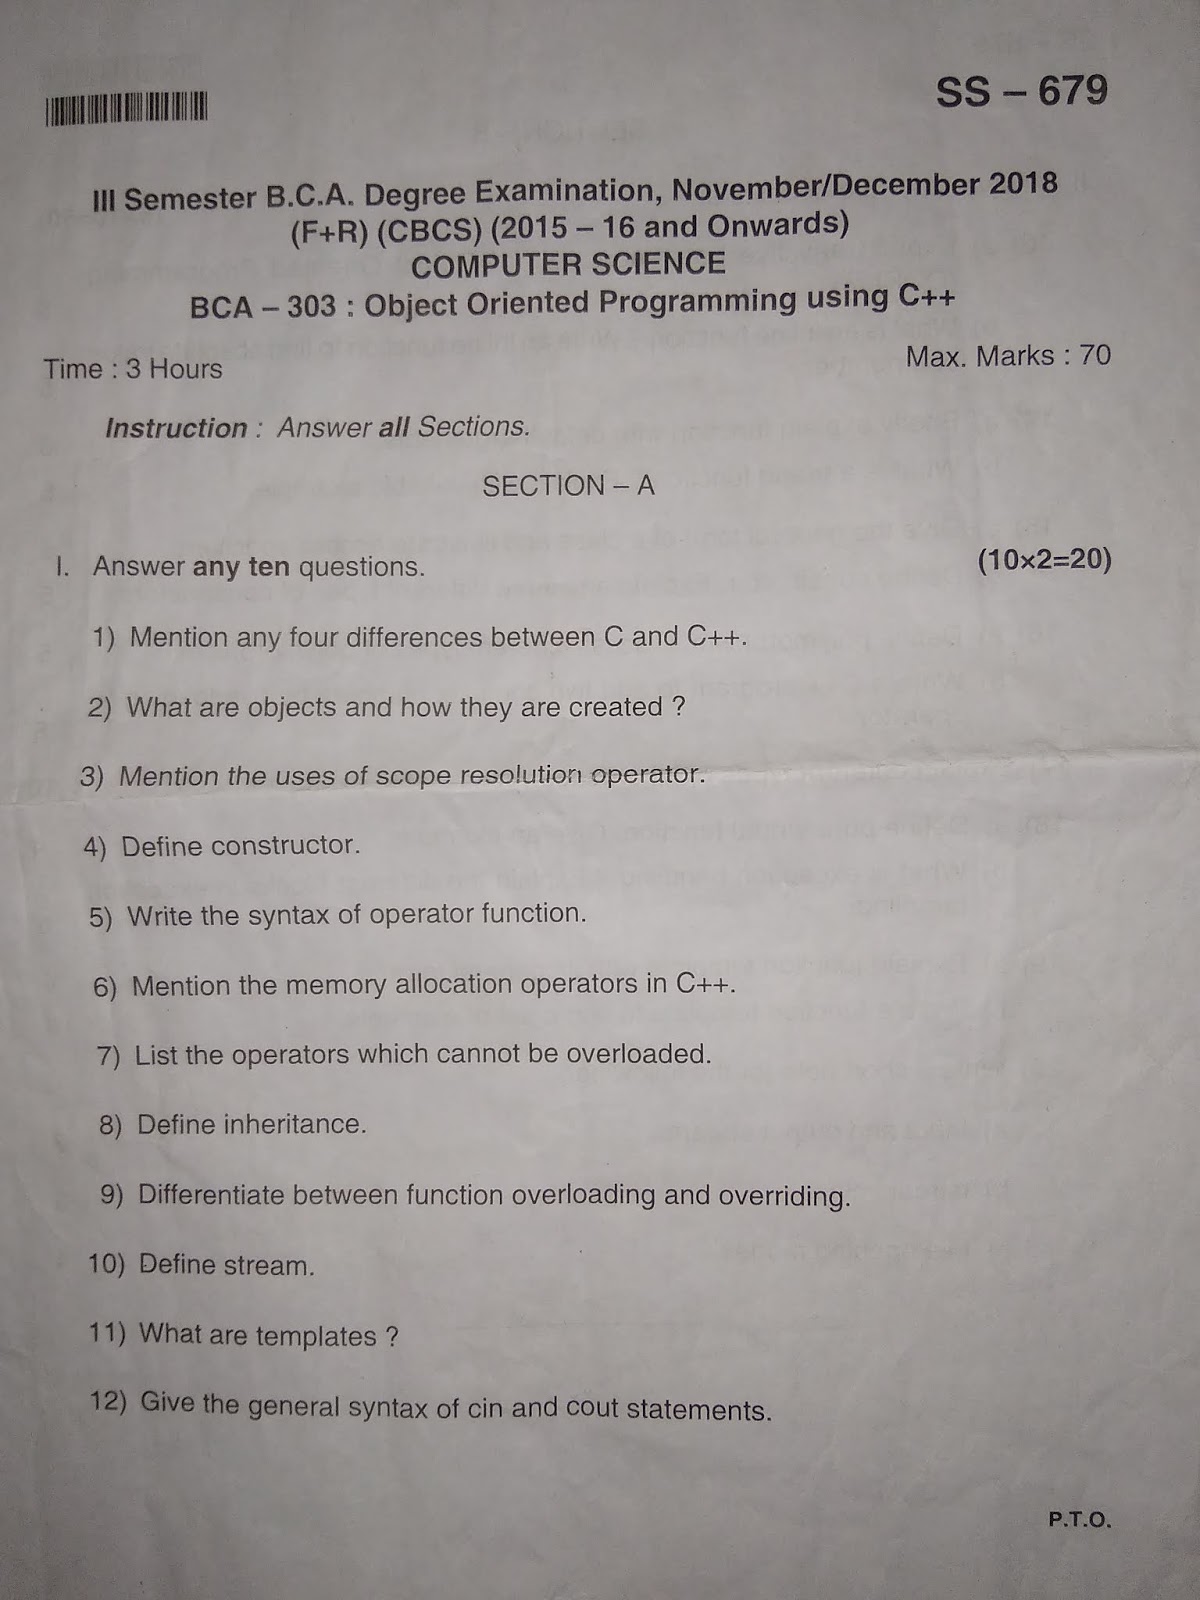 SS – 679
III Semester B.C.A. Degree Examination, November/December 2018
(F+R) (CBCS) (2015 – 16 and Onwards)
COMPUTER SCIENCE
BCA – 303 : Object Oriented Programming using C++
Time : 3 Hours Max. Marks : 70
Instruction : Answer all Sections.
SECTION – A
I. Answer any ten questions. (10×2=20)
1) Mention any four differences between C and C++.
2) What are objects and how they are created ?
3) Mention the uses of scope resolution operator.
4) Define constructor.
5) Write the syntax of operator function.
6) Mention the memory allocation operators in C++.
7) List the operators which cannot be overloaded.
8) Define inheritance.
9) Differentiate between function overloading and overriding.
10) Define stream.
11) What are templates ?
12) Give the general syntax of cin and cout statements.
P.T.O.